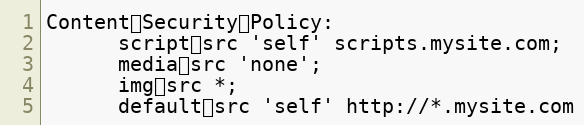 1 Content▯Security▯Policy:
2 script▯src 'self' scripts.mysite.com;
3 media▯src 'none';
4 img▯src *;
5 default▯src 'self' http://*.mysite.com